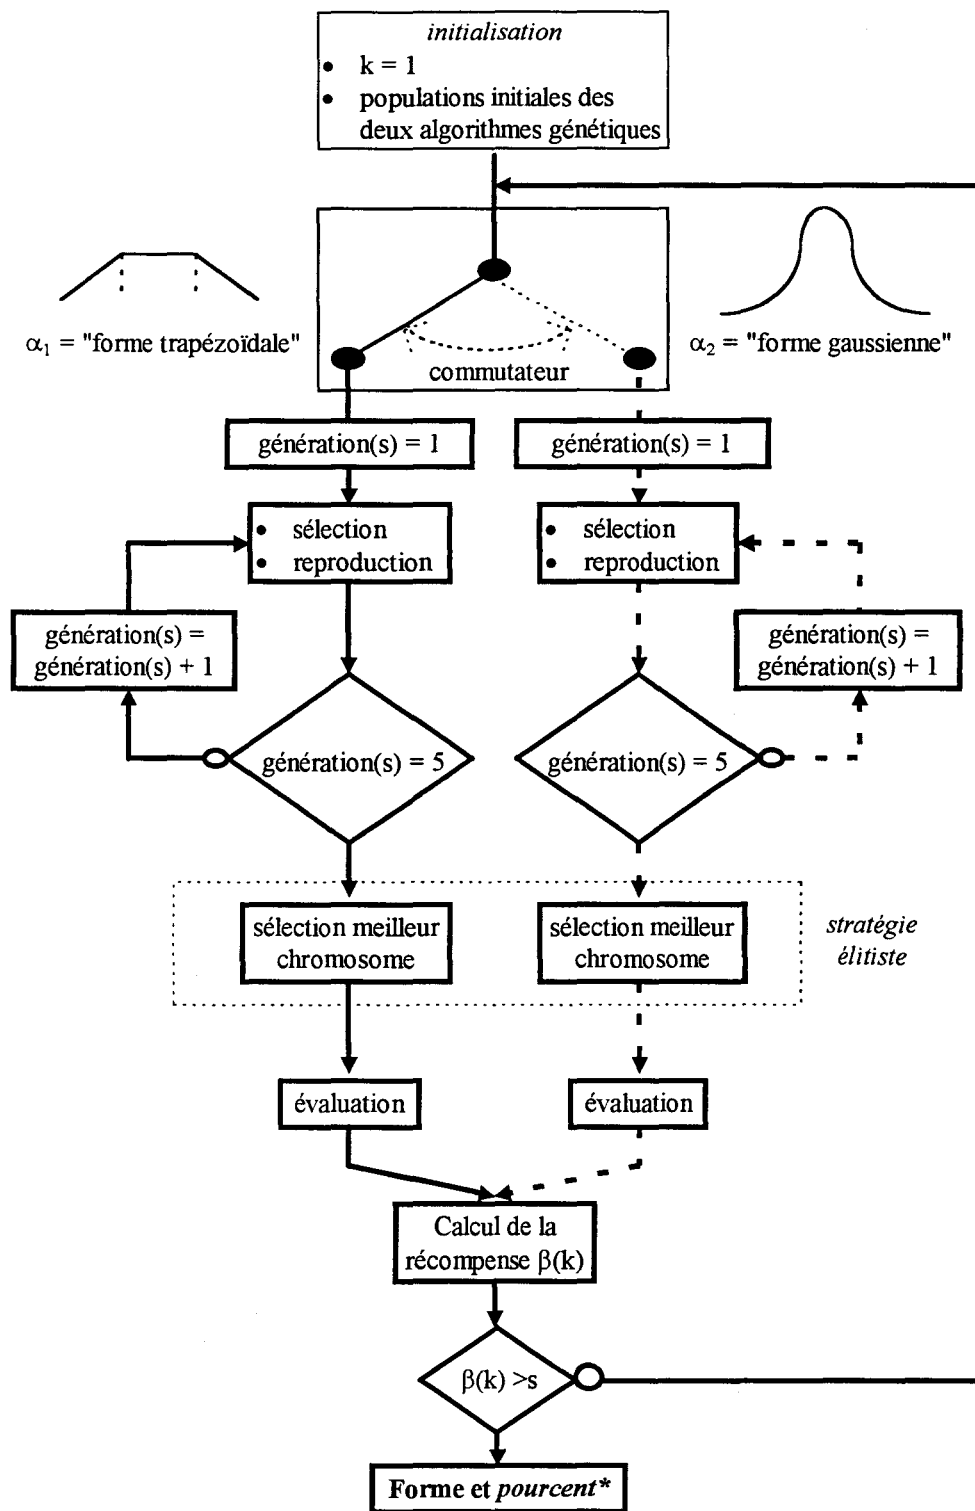 initialisation
• k = 1
• populations initiales des
deux algorithmes génétiques
α₁ = "forme trapézoïdale"
commutateur
α₂ = "forme gaussienne"
génération(s) = 1
génération(s) = 1
• sélection
• reproduction
• sélection
• reproduction
génération(s) =
génération(s) + 1
génération(s) =
génération(s) + 1
génération(s) = 5
génération(s) = 5
sélection meilleur
chromosome
sélection meilleur
chromosome
stratégie
élitiste
évaluation
évaluation
Calcul de la
récompense β(k)
β(k) >s
Forme et pourcent*